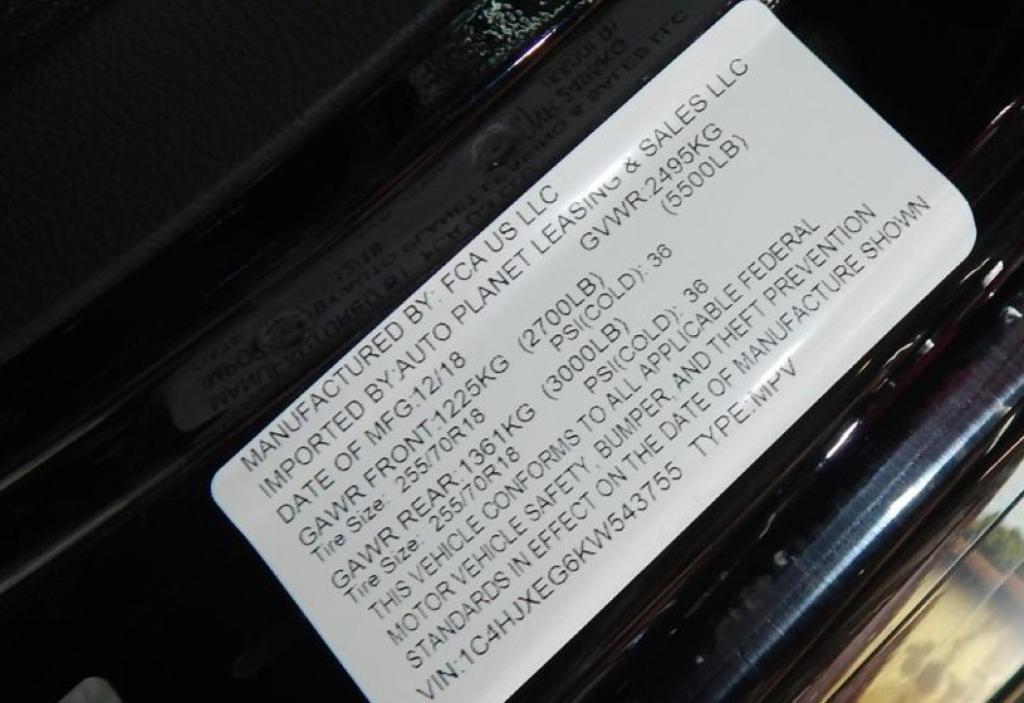 MANUFACTURED BY: FCA US LLC
IMPORTED BY:AUTO PLANET LEASING & SALES LLC
DATE OF MFG:12/18 GVWR:2495KG
(5500LB)
GAWR FRONT:1225KG (2700LB)
Tire Size: 255/70R18 PSI(COLD): 36
GAWR REAR:1361KG (3000LB)
Tire Size: 255/70R18 PSI(COLD): 36
THIS VEHICLE CONFORMS TO ALL APPLICABLE FEDERAL
MOTOR VEHICLE SAFETY, BUMPER, AND THEFT PREVENTION
STANDARDS IN EFFECT ON THE DATE OF MANUFACTURE SHOWN
VIN:1C4HJXEG6KW543755 TYPE:MPV